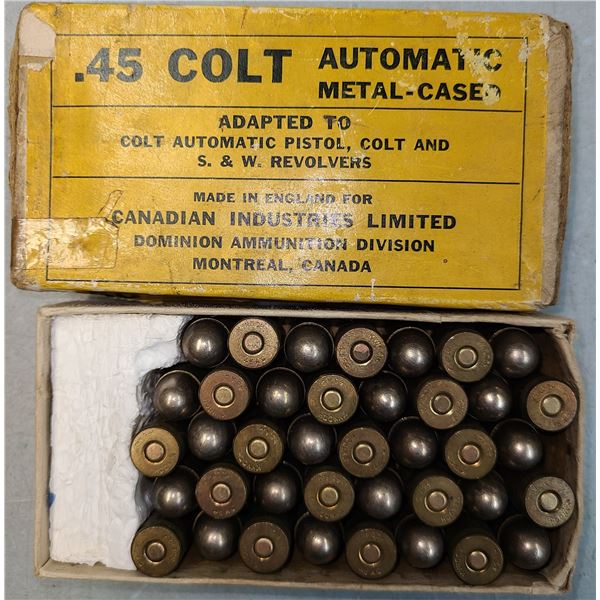 .45 COLT AUTOMATIC
METAL-CASED
ADAPTED TO
COLT AUTOMATIC PISTOL, COLT AND
S. & W. REVOLVERS
MADE IN ENGLAND FOR
CANADIAN INDUSTRIES LIMITED
DOMINION AMMUNITION DIVISION
MONTREAL, CANADA